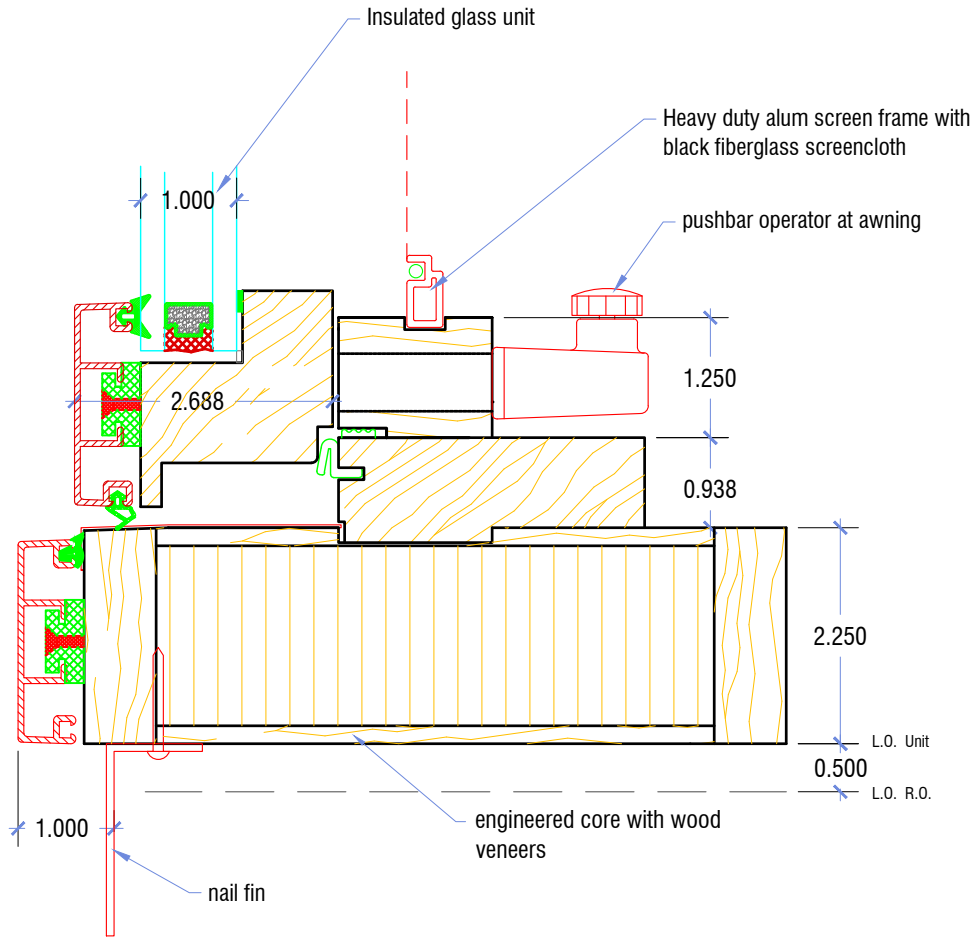 Insulated glass unit
Heavy duty alum screen frame with
black fiberglass screencloth
1.000
pushbar operator at awning
1.250
2.688
0.938
2.250
L.O. Unit
0.500
L.O. R.O.
1.000
engineered core with wood
veneers
nail fin